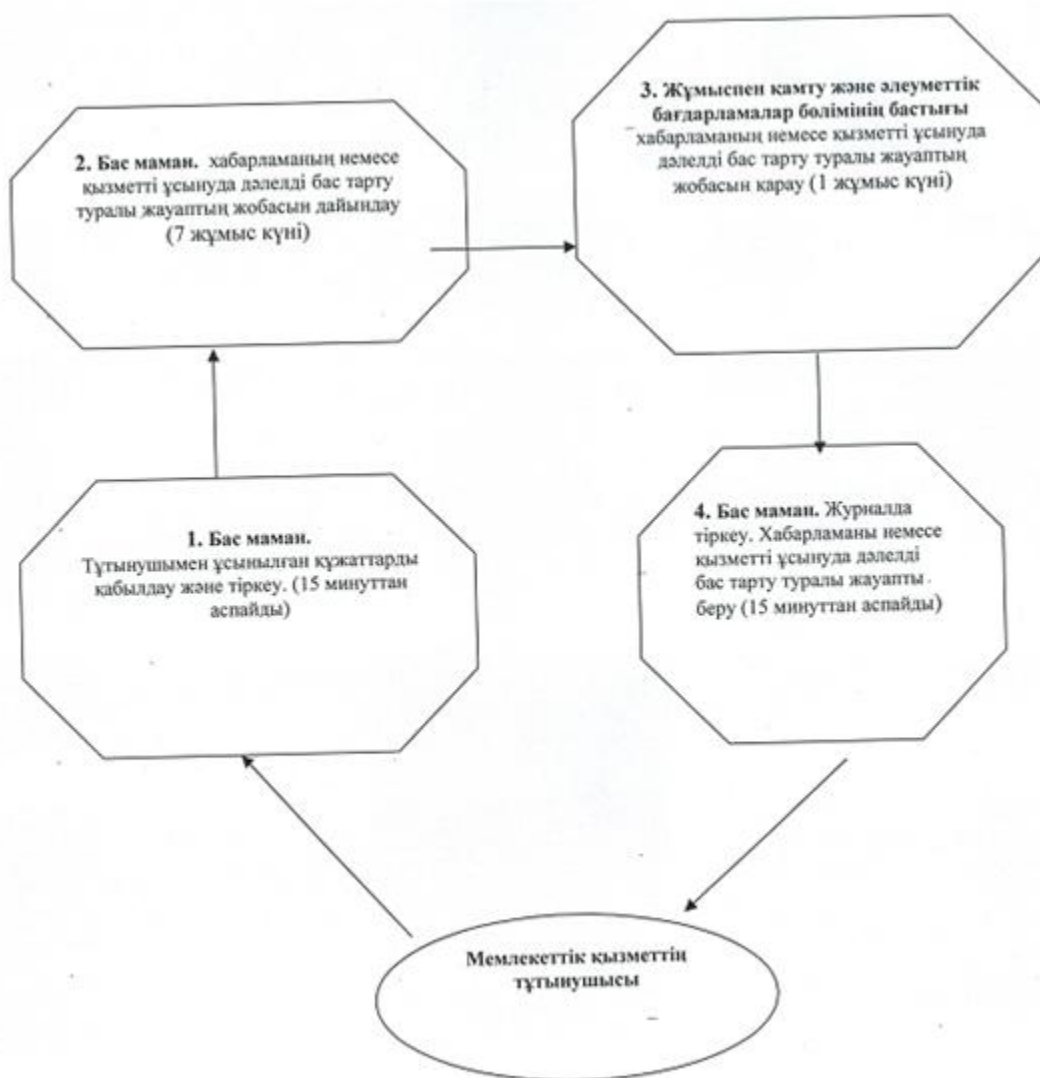 3. Жұмыспен қамту және әлеуметтік
бағдарламалар бөлімінің бастығы
хабарламаның немесе қызметті ұсынуда
дәлелді бас тарту туралы жауаптың
жобасын қарау (1 жұмыс күні)
2. Бас маман. хабарламаның немесе
қызметті ұсынуда дәлелді бас тарту
туралы жауаптың жобасын дайындау
(7 жұмыс күні)
1. Бас маман.
Тұтынушымен ұсынылған құжаттарды
қабылдау және тіркеу. (15 минуттан
аспайды)
4. Бас маман. Журналда
тіркеу. Хабарламаны немесе
қызметті ұсынуда дәлелді
бас тарту туралы жауапты
беру (15 минуттан аспайды)
Мемлекеттік қызметтің
тұтынушысы